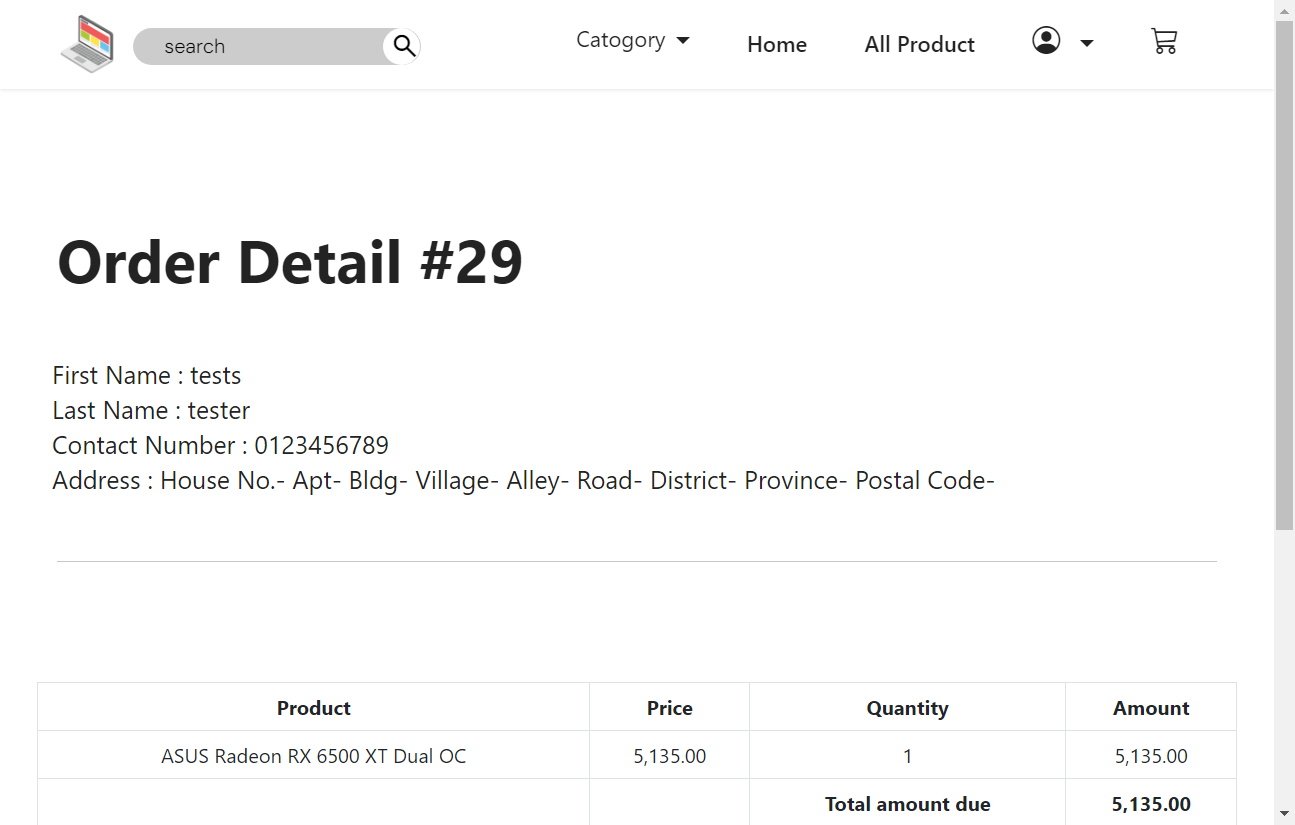 search
Catogory
Home
All Product
Order Detail #29
First Name : tests
Last Name : tester
Contact Number : 0123456789
Address : House No.- Apt- Bldg- Village- Alley- Road- District- Province- Postal Code-
Product Price Quantity Amount
ASUS Radeon RX 6500 XT Dual OC 5,135.00 1 5,135.00
Total amount due 5,135.00